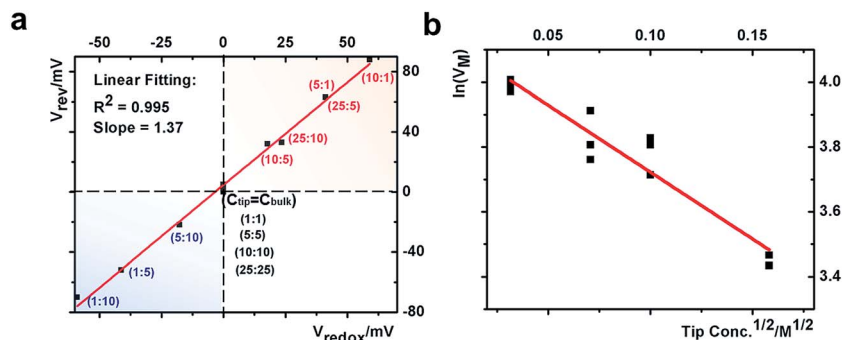 a
-50 -25 0 25 50
Linear Fitting:
R² = 0.995
Slope = 1.37
V_rev/mV
80
40
0
-40
-80
(10:1)
(5:1)
(25:5)
(25:10)
(10:5)
(C_tip=C_bulk)
(1:1)
(5:5)
(10:10)
(25:25)
(5:10)
(1:5)
(1:10)
V_redox/mV
b
0.05 0.10 0.15
ln(V_M)
4.0
3.8
3.6
3.4
Tip Conc.^1/2/M^1/2